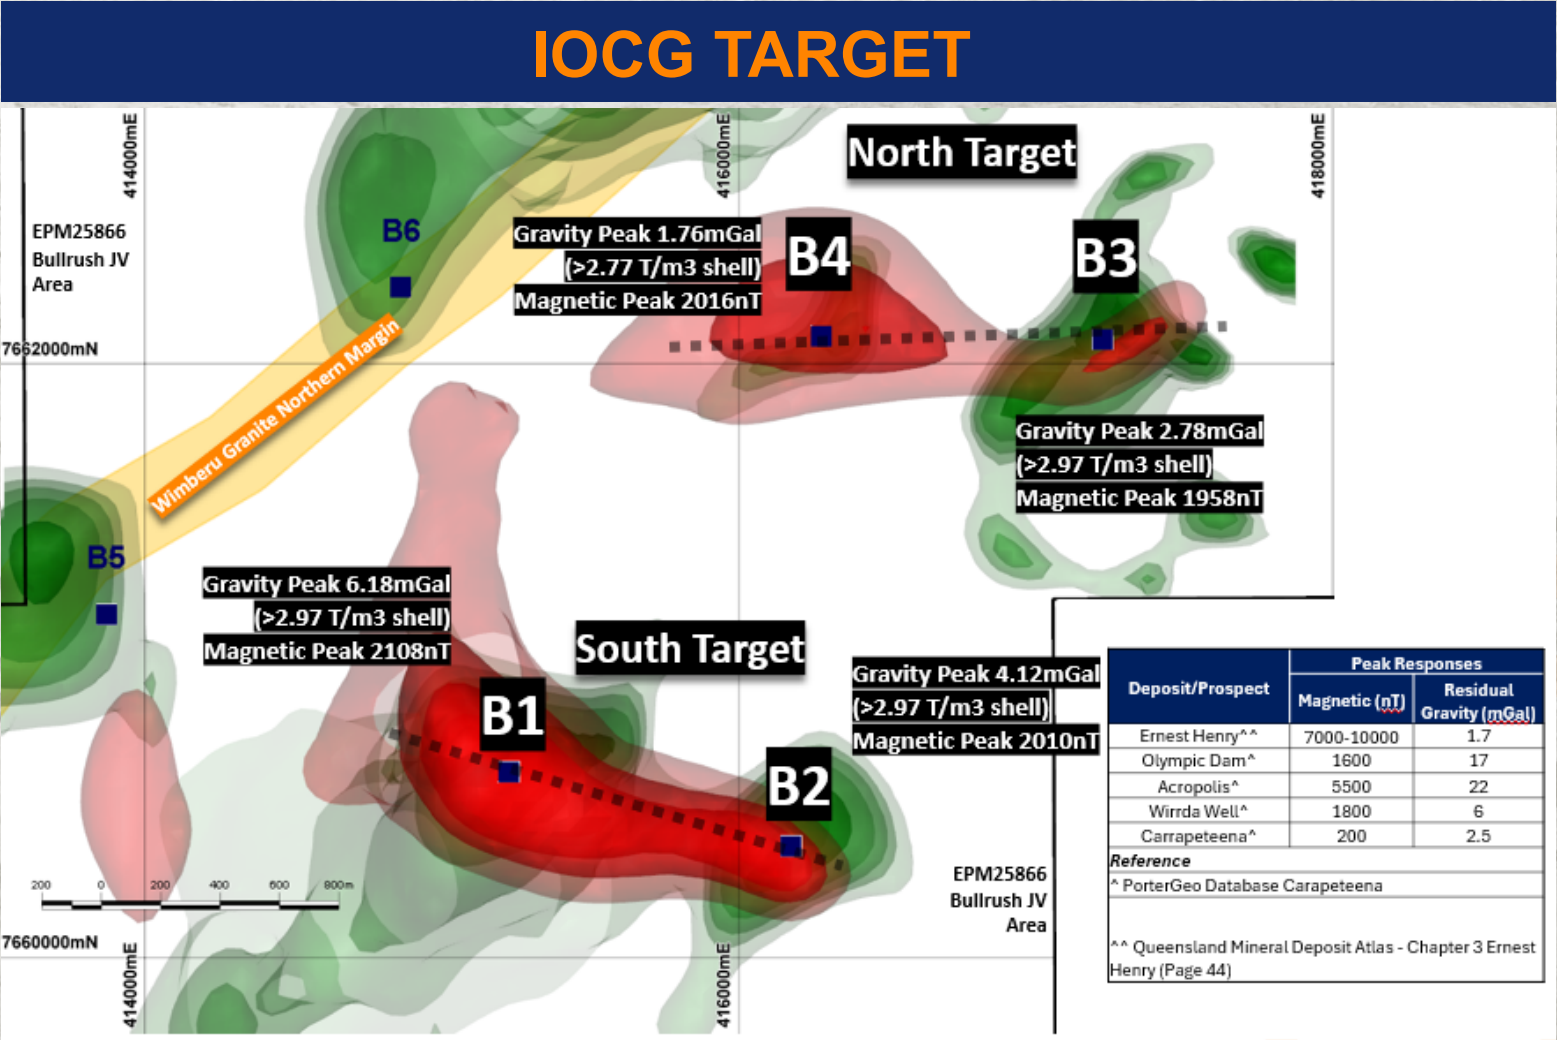 IOCG TARGET
414000mE
416000mE
418000mE
North Target
EPM25866
Bullrush JV
Area
B6
Gravity Peak 1.76mGal
(>2.77 T/m3 shell)
Magnetic Peak 2016nT
B4
B3
7662000mN
Wimberu Granite Northern Margin
Gravity Peak 2.78mGal
(>2.97 T/m3 shell)
Magnetic Peak 1958nT
B5
Gravity Peak 6.18mGal
(>2.97 T/m3 shell)
Magnetic Peak 2108nT
South Target
Gravity Peak 4.12mGal
(>2.97 T/m3 shell)
Magnetic Peak 2010nT
B1
B2
EPM25866
Bullrush JV
Area
200 0 200 400 600 800m
7660000mN
414000mE
416000mE
Deposit/Prospect
Peak Responses
Magnetic (nT)
Residual
Gravity (mGal)
Ernest Henry^^ 7000-10000 1.7
Olympic Dam^ 1600 17
Acropolis^ 5500 22
Wirrda Well^ 1800 6
Carrapeteena^ 200 2.5
Reference
^ PorterGeo Database Carapeteena
^^ Queensland Mineral Deposit Atlas - Chapter 3 Ernest
Henry (Page 44)